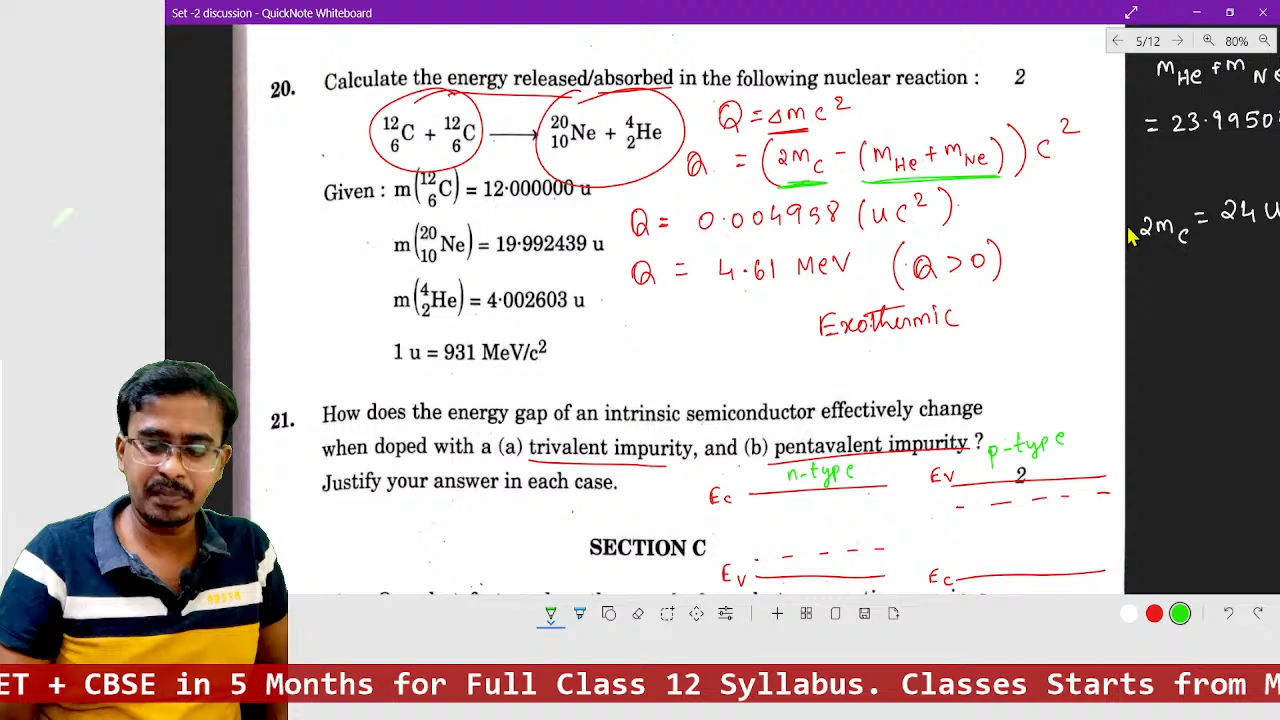 Set -2 discussion - QuickNote Whiteboard
5/12
80%
20. Calculate the energy released/absorbed in the following nuclear reaction : 2
¹²₆C + ¹²₆C ⟶ ²⁰₁₀Ne + ⁴₂He
Given : m(¹²₆C) = 12·000000 u
m(²⁰₁₀Ne) = 19·992439 u
m(⁴₂He) = 4·002603 u
1 u = 931 MeV/c²
Q = Δmc²
Q = (2m_C - (m_He + m_Ne))c²
Q = 0.004958 (uc²)
Q = 4.61 MeV (Q > 0)
Exothermic
m_He + m_Ne
= 23.9950
2m_C = 24 u
21. How does the energy gap of an intrinsic semiconductor effectively change
when doped with a (a) trivalent impurity, and (b) pentavalent impurity ?
Justify your answer in each case. 2
n-type
p-type
E_C
E_V
E_V
E_C
SECTION C
ET + CBSE in 5 Months for Full Class 12 Syllabus. Classes Starts from M